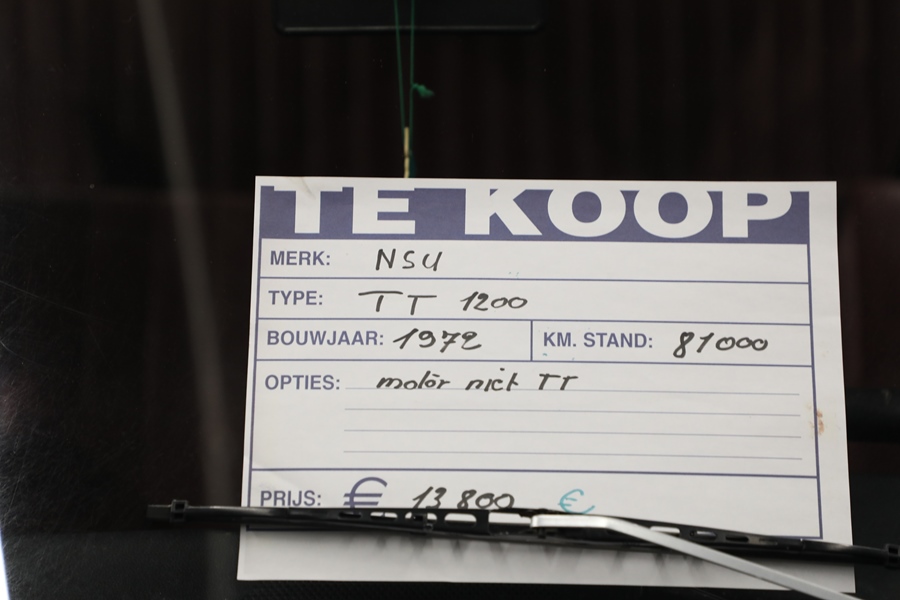 TE KOOP
MERK: NSU
TYPE: TT 1200
BOUWJAAR: 1972 KM. STAND: 81000
OPTIES: motor niet TT
PRIJS: € 13 800 €